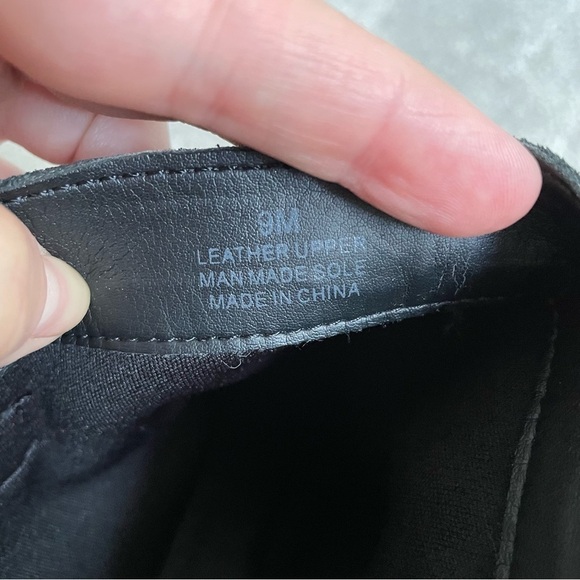 9M
LEATHER UPPER
MAN MADE SOLE
MADE IN CHINA